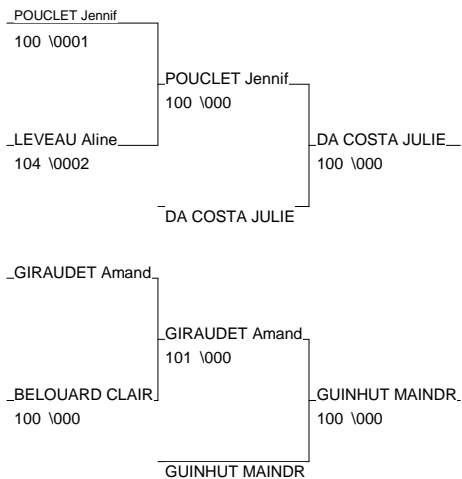 POUCLET Jennif
100 \0001
POUCLET Jennif
100 \000
LEVEAU Aline
104 \0002
DA COSTA JULIE
100 \000
DA COSTA JULIE
GIRAUDET Amand
GIRAUDET Amand
101 \000
BELOUARD CLAIR
100 \000
GUINHUT MAINDR
100 \000
GUINHUT MAINDR